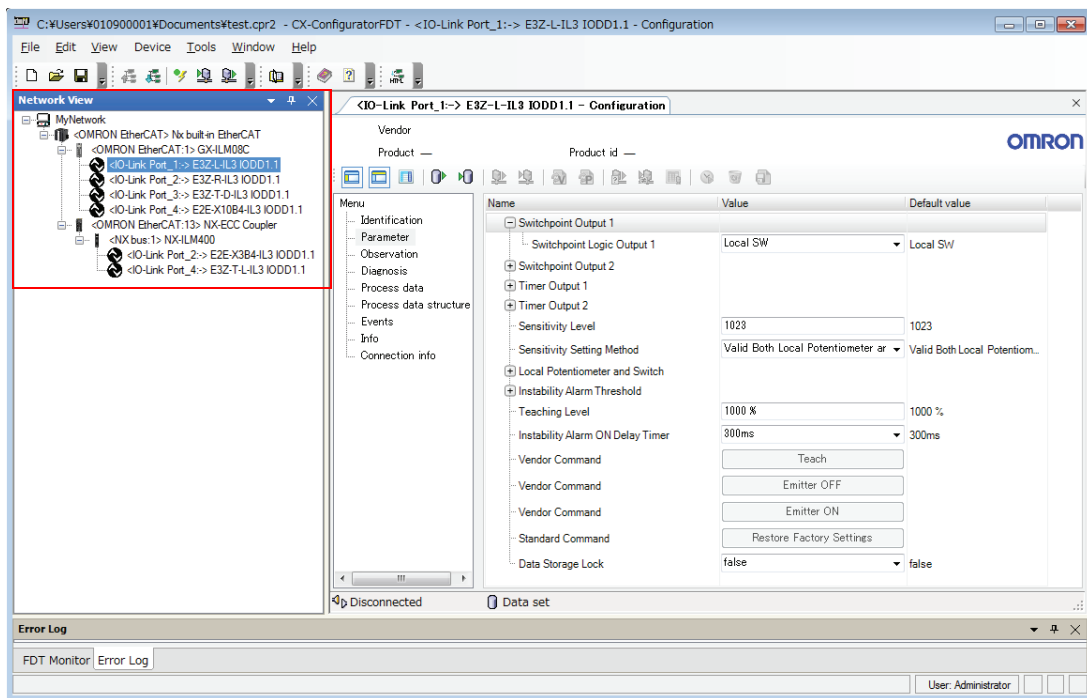 C:¥Users¥010900001¥Documents¥test.cpr2 - CX-ConfiguratorFDT - <IO-Link Port_1:-> E3Z-L-IL3 IODD1.1 - Configuration
File Edit View Device Tools Window Help
Network View
MyNetwork
<OMRON EtherCAT> Nx built-in EtherCAT
<OMRON EtherCAT:1> GX-ILM08C
<IO-Link Port_1:-> E3Z-L-IL3 IODD1.1
<IO-Link Port_2:-> E3Z-R-IL3 IODD1.1
<IO-Link Port_3:-> E3Z-T-D-IL3 IODD1.1
<IO-Link Port_4:-> E2E-X10B4-IL3 IODD1.1
<OMRON EtherCAT:13> NX-ECC Coupler
<NX bus:1> NX-ILM400
<IO-Link Port_2:-> E2E-X3B4-IL3 IODD1.1
<IO-Link Port_4:-> E3Z-T-L-IL3 IODD1.1
<IO-Link Port_1:-> E3Z-L-IL3 IODD1.1 - Configuration
Vendor
Product —
Product id —
OMRON
Menu
Identification
Parameter
Observation
Diagnosis
Process data
Process data structure
Events
Info
Connection info
Name Value Default value
Switchpoint Output 1
Switchpoint Logic Output 1 Local SW Local SW
Switchpoint Output 2
Timer Output 1
Timer Output 2
Sensitivity Level 1023 1023
Sensitivity Setting Method Valid Both Local Potentiometer ar Valid Both Local Potentiom...
Local Potentiometer and Switch
Instability Alarm Threshold
Teaching Level 1000 % 1000 %
Instability Alarm ON Delay Timer 300ms 300ms
Vendor Command Teach
Vendor Command Emitter OFF
Vendor Command Emitter ON
Standard Command Restore Factory Settings
Data Storage Lock false false
Disconnected Data set
Error Log
FDT Monitor Error Log
User: Administrator